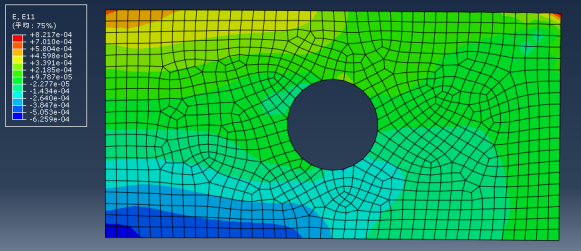 E, E11
(平均: 75%)
+8.217e-04
+7.010e-04
+5.804e-04
+4.598e-04
+3.391e-04
+2.185e-04
+9.787e-05
-2.277e-05
-1.434e-04
-2.640e-04
-3.847e-04
-5.053e-04
-6.259e-04